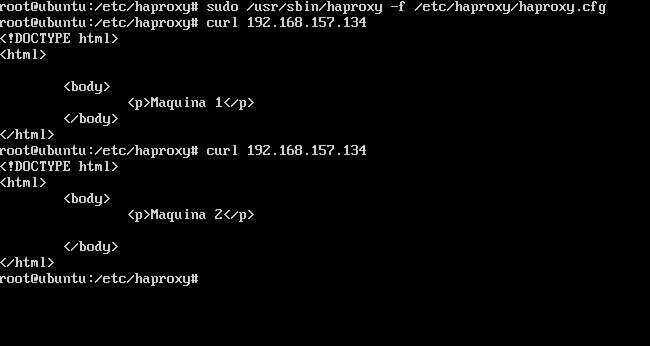 root@ubuntu:/etc/haproxy# sudo /usr/sbin/haproxy -f /etc/haproxy/haproxy.cfg
root@ubuntu:/etc/haproxy# curl 192.168.157.134
<!DOCTYPE html>
<html>
<body>
<p>Maquina 1</p>
</body>
</html>
root@ubuntu:/etc/haproxy# curl 192.168.157.134
<!DOCTYPE html>
<html>
<body>
<p>Maquina 2</p>
</body>
</html>
root@ubuntu:/etc/haproxy#